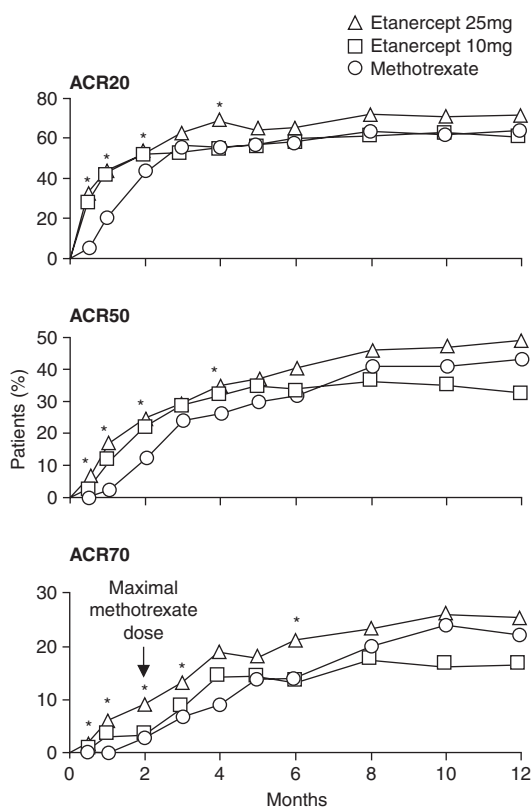 Etanercept 25mg
Etanercept 10mg
Methotrexate
ACR20
*
*
*
*
80
60
40
20
0
ACR50
50
40
30
20
10
0
*
*
*
*
Patients (%)
ACR70
Maximal
methotrexate
dose
30
20
10
0
*
*
*
*
*
0 2 4 6 8 10 12
Months